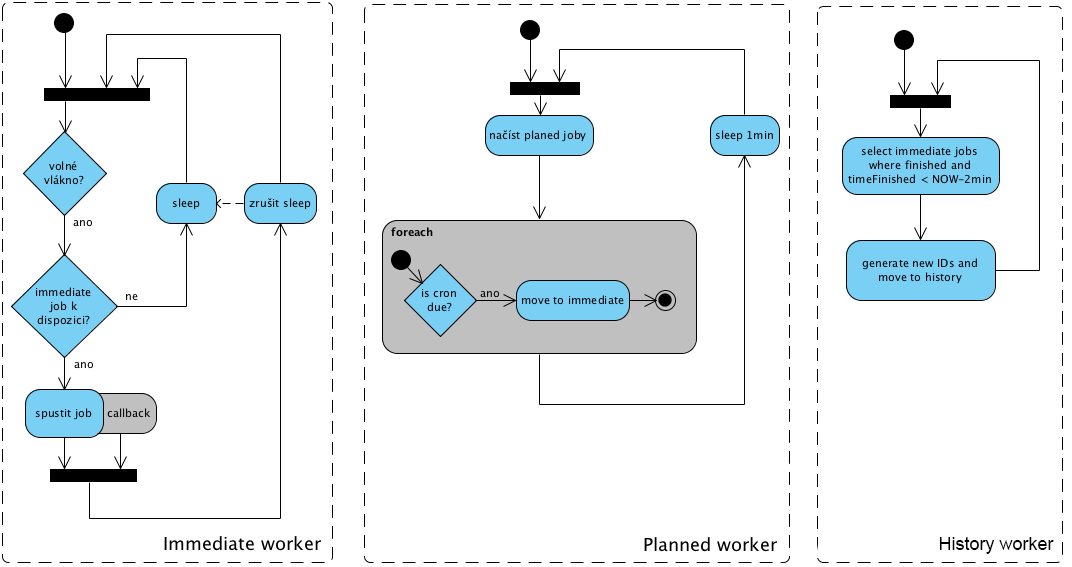 volné
vlákno?
ano
sleep
zrušit sleep
immediate
job k
dispozici?
ne
ano
spustit job
callback
Immediate worker
načíst planed joby
sleep 1min
foreach
is cron
due?
ano
move to immediate
Planned worker
select immediate jobs
where finished and
timeFinished < NOW-2min
generate new IDs and
move to history
History worker